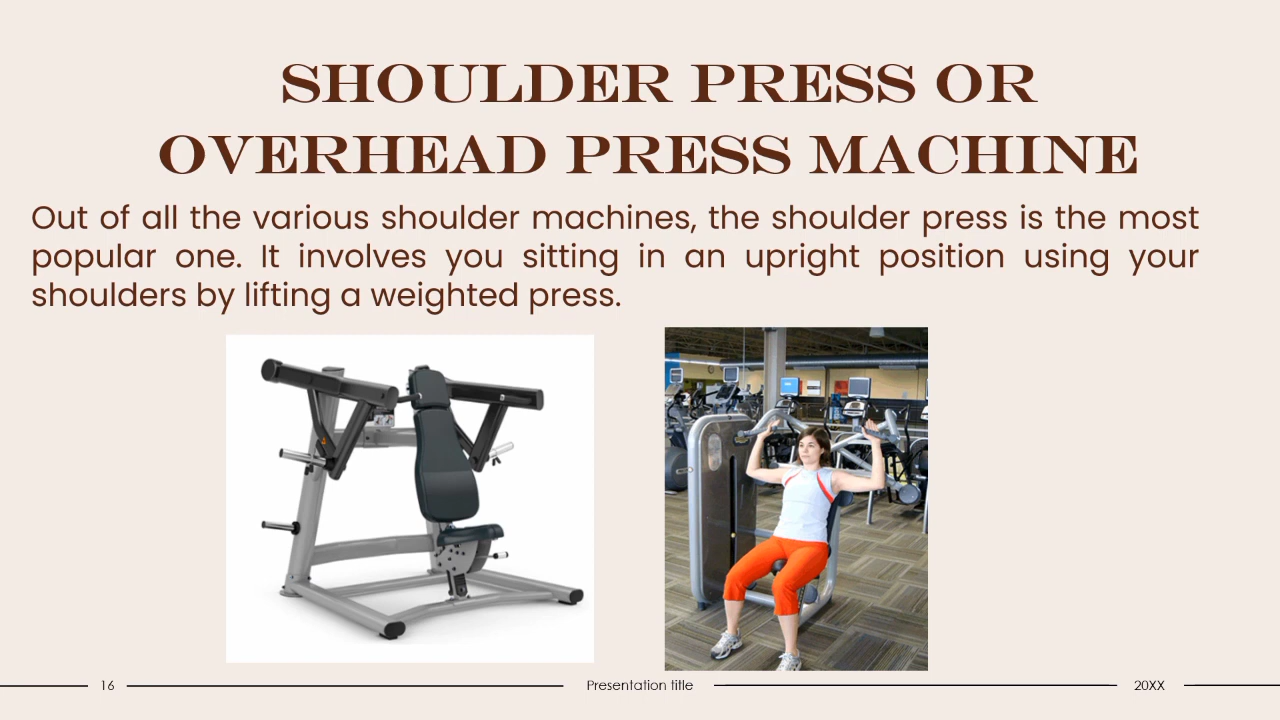 SHOULDER PRESS OR
OVERHEAD PRESS MACHINE
Out of all the various shoulder machines, the shoulder press is the most
popular one. It involves you sitting in an upright position using your
shoulders by lifting a weighted press.
16
Presentation title
20XX